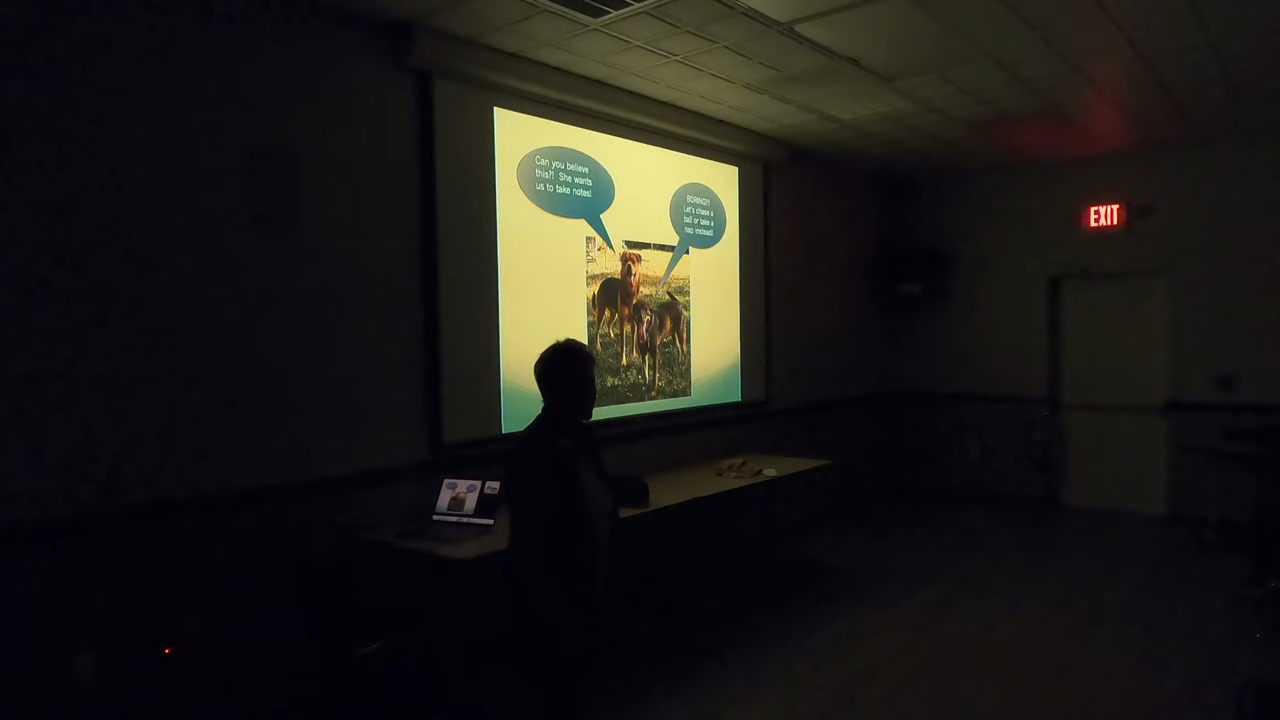 Can you believe
this?! She wants
us to take notes!
BORING!!!
Let's chase a
ball or take a
nap instead!
EXIT